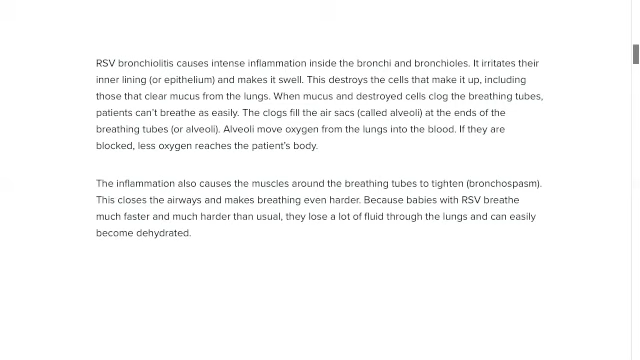 RSV bronchiolitis causes intense inflammation inside the bronchi and bronchioles. It irritates their
inner lining (or epithelium) and makes it swell. This destroys the cells that make it up, including
those that clear mucus from the lungs. When mucus and destroyed cells clog the breathing tubes,
patients can't breathe as easily. The clogs fill the air sacs (called alveoli) at the ends of the
breathing tubes (or alveoli). Alveoli move oxygen from the lungs into the blood. If they are
blocked, less oxygen reaches the patient's body.
The inflammation also causes the muscles around the breathing tubes to tighten (bronchospasm).
This closes the airways and makes breathing even harder. Because babies with RSV breathe
much faster and much harder than usual, they lose a lot of fluid through the lungs and can easily
become dehydrated.